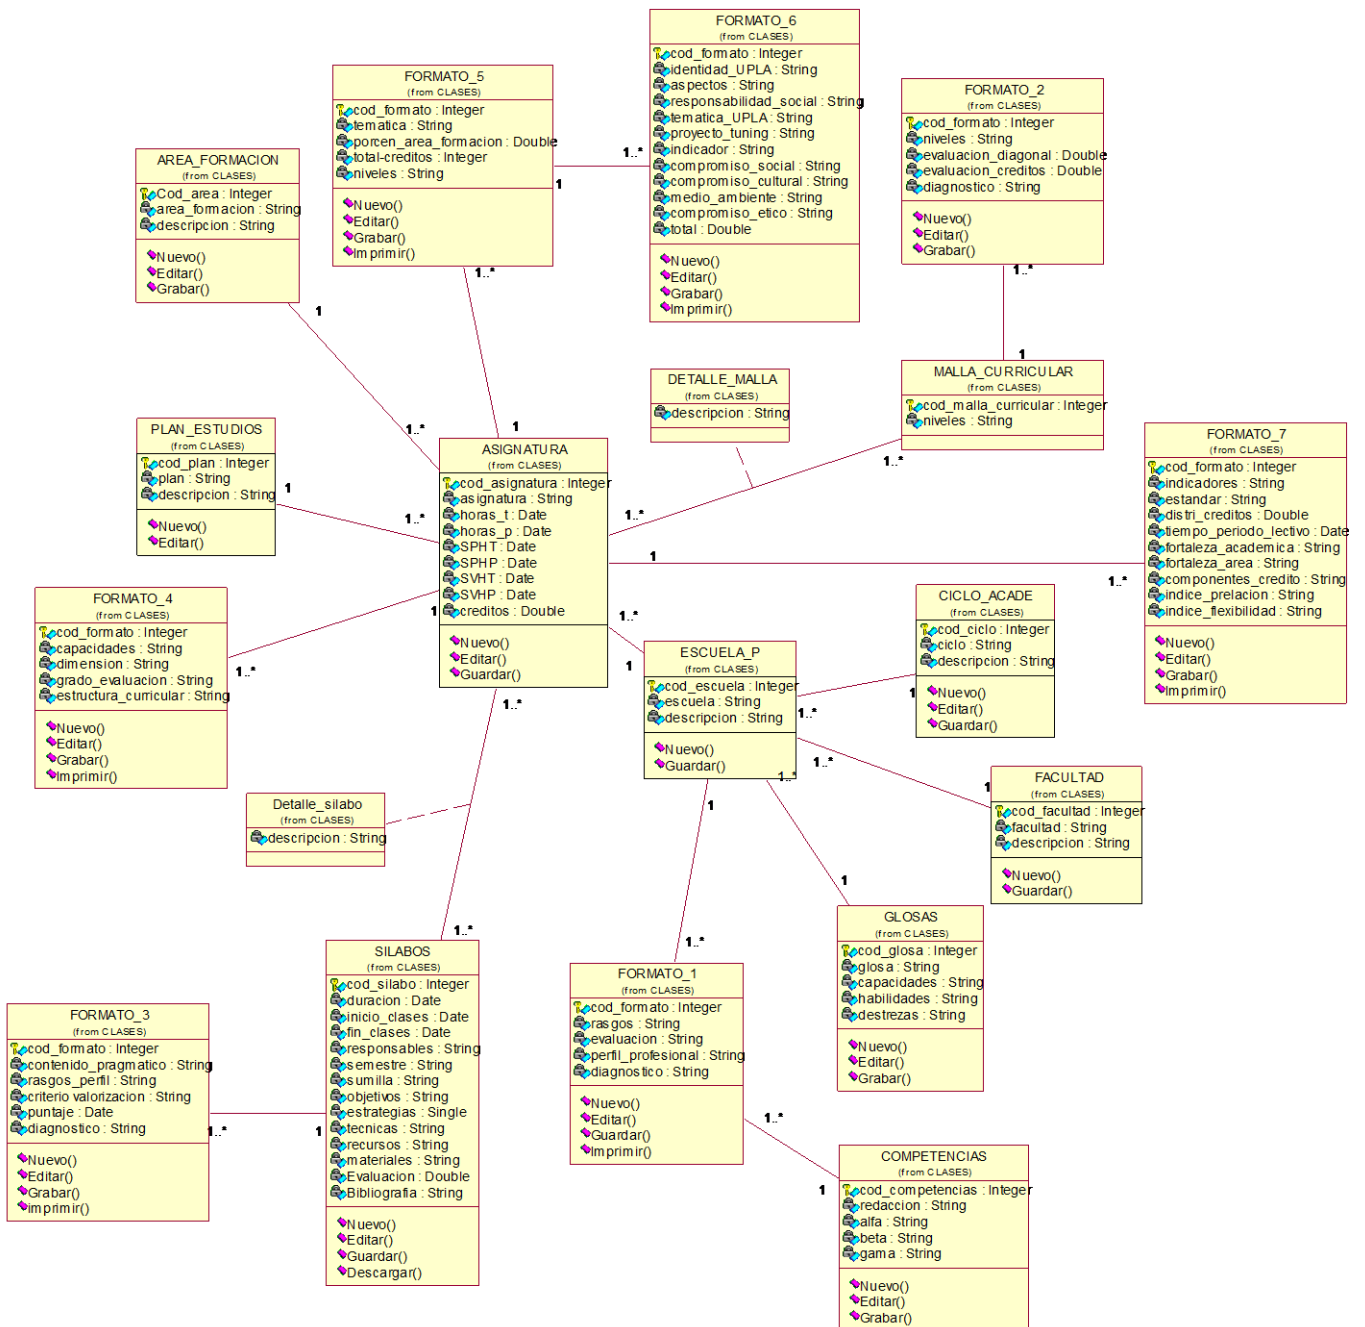 FORMATO_6
(from CLASES)
cod_formato : Integer
identidad_UPLA : String
aspectos : String
responsabilidad_social : String
tematica_UPLA : String
proyecto_tuning : String
indicador : String
compromiso_social : String
compromiso_cultural : String
medio_ambiente : String
compromiso_etico : String
total : Double
Nuevo()
Editar()
Grabar()
Imprimir()
FORMATO_5
(from CLASES)
cod_formato : Integer
tematica : String
porcen_area_formacion : Double
total-creditos : Integer
niveles : String
Nuevo()
Editar()
Grabar()
Imprimir()
1
1..*
1..*
1
FORMATO_2
(from CLASES)
cod_formato : Integer
niveles : String
evaluacion_diagonal : Double
evaluacion_creditos : Double
diagnostico : String
Nuevo()
Editar()
Grabar()
1..*
1
AREA_FORMACION
(from CLASES)
Cod_area : Integer
area_formacion : String
descripcion : String
Nuevo()
Editar()
Grabar()
1
1..*
DETALLE_MALLA
(from CLASES)
descripcion : String
MALLA_CURRICULAR
(from CLASES)
cod_malla_curricular : Integer
niveles : String
1..*
1..*
PLAN_ESTUDIOS
(from CLASES)
cod_plan : Integer
plan : String
descripcion : String
Nuevo()
Editar()
1
1..*
ASIGNATURA
(from CLASES)
cod_asignatura : Integer
asignatura : String
horas_t : Date
horas_p : Date
SPHT : Date
SPHP : Date
SVHT : Date
SVHP : Date
creditos : Double
Nuevo()
Editar()
Guardar()
FORMATO_7
(from CLASES)
cod_formato : Integer
indicadores : String
estandar : String
distri_creditos : Double
tiempo_periodo_lectivo : Date
fortaleza_academica : String
fortaleza_area : String
componentes_credito : String
indice_prelacion : String
indice_flexibilidad : String
Nuevo()
Editar()
Grabar()
Imprimir()
1
1..*
FORMATO_4
(from CLASES)
cod_formato : Integer
capacidades : String
dimension : String
grado_evaluacion : String
estructura_curricular : String
Nuevo()
Editar()
Grabar()
Imprimir()
1
1..*
ESCUELA_P
(from CLASES)
cod_escuela : Integer
escuela : String
descripcion : String
Nuevo()
Guardar()
1..*
1
CICLO_ACADE
(from CLASES)
cod_ciclo : Integer
ciclo : String
descripcion : String
Nuevo()
Editar()
Guardar()
1..*
1
FACULTAD
(from CLASES)
cod_facultad : Integer
facultad : String
descripcion : String
Nuevo()
Guardar()
1..*
1
Detalle_silabo
(from CLASES)
descripcion : String
1..*
1..*
GLOSAS
(from CLASES)
cod_glosa : Integer
glosa : String
capacidades : String
habilidades : String
destrezas : String
Nuevo()
Editar()
Grabar()
1..*
1
SILABOS
(from CLASES)
cod_silabo : Integer
duracion : Date
inicio_clases : Date
fin_clases : Date
responsables : String
semestre : String
sumilla : String
objetivos : String
estrategias : Single
tecnicas : String
recursos : String
materiales : String
Evaluacion : Double
Bibliografia : String
Nuevo()
Editar()
Guardar()
Descargar()
FORMATO_1
(from CLASES)
cod_formato : Integer
rasgos : String
evaluacion : String
perfil_profesional : String
diagnostico : String
Nuevo()
Editar()
Guardar()
Imprimir()
1
1..*
FORMATO_3
(from CLASES)
cod_formato : Integer
contenido_pragmatico : String
rasgos_perfil : String
criterio valorizacion : String
puntaje : Date
diagnostico : String
Nuevo()
Editar()
Grabar()
imprimir()
1..*
1
COMPETENCIAS
(from CLASES)
cod_competencias : Integer
redaccion : String
alfa : String
beta : String
gama : String
Nuevo()
Editar()
Grabar()
1..*
1